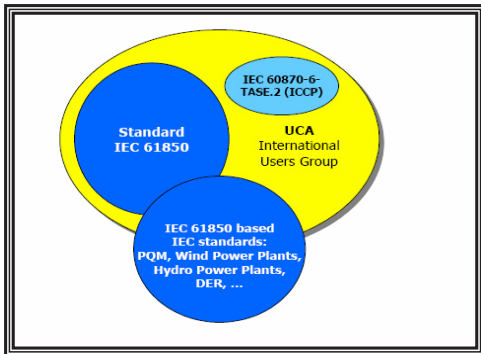 IEC 60870-6-
TASE.2 (ICCP)
Standard
IEC 61850
UCA
International
Users Group
IEC 61850 based
IEC standards:
PQM, Wind Power Plants,
Hydro Power Plants,
DER, ...